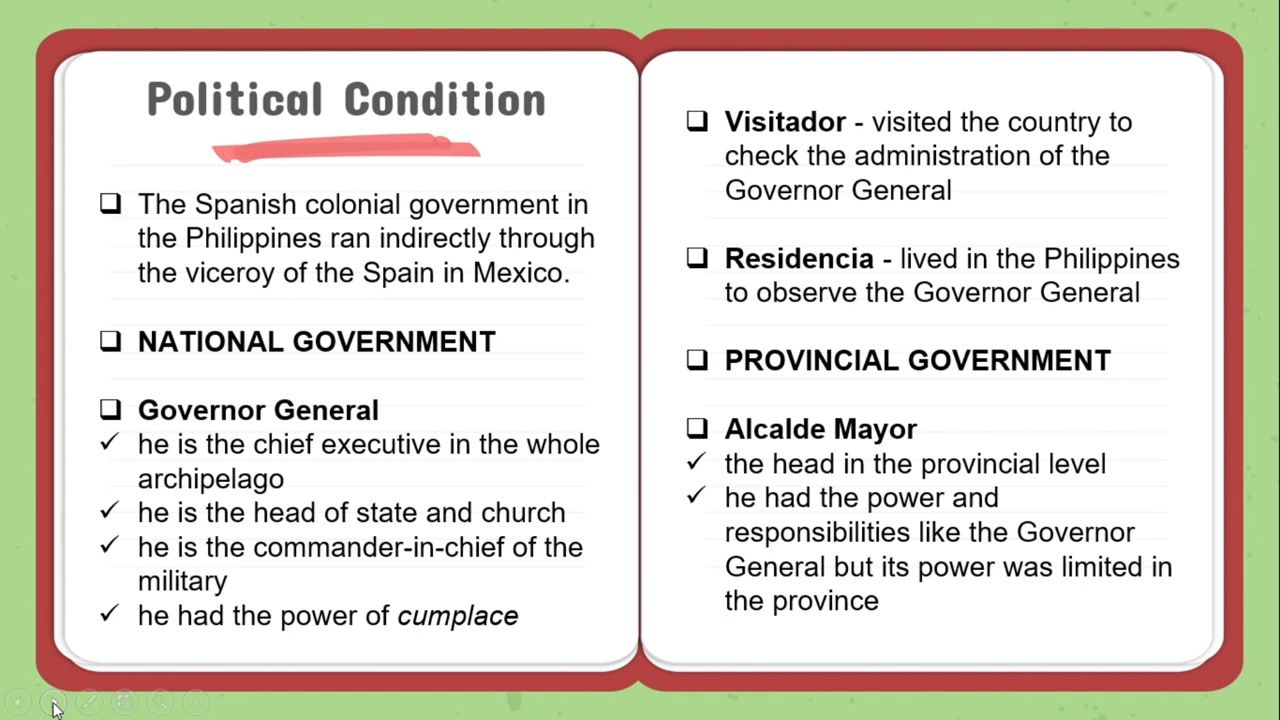 Political Condition
The Spanish colonial government in
the Philippines ran indirectly through
the viceroy of the Spain in Mexico.
NATIONAL GOVERNMENT
Governor General
he is the chief executive in the whole
archipelago
he is the head of state and church
he is the commander-in-chief of the
military
he had the power of cumplace
Visitador - visited the country to
check the administration of the
Governor General
Residencia - lived in the Philippines
to observe the Governor General
PROVINCIAL GOVERNMENT
Alcalde Mayor
the head in the provincial level
he had the power and
responsibilities like the Governor
General but its power was limited in
the province